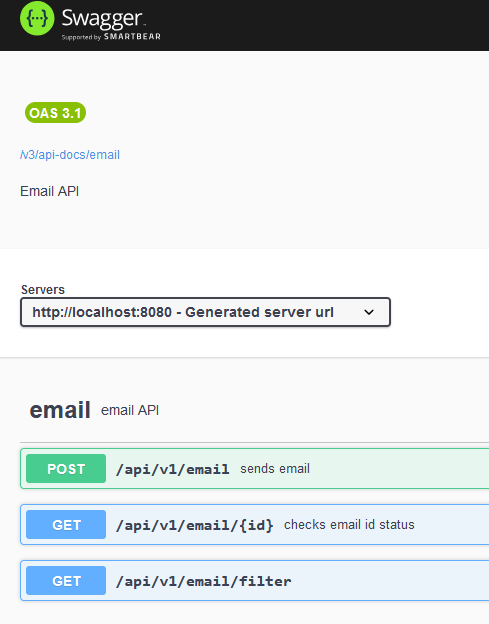 {··} Swagger
Supported by SMARTBEAR
OAS 3.1
/v3/api-docs/email
Email API
Servers
http://localhost:8080 - Generated server url
email email API
POST /api/v1/email sends email
GET /api/v1/email/{id} checks email id status
GET /api/v1/email/filter